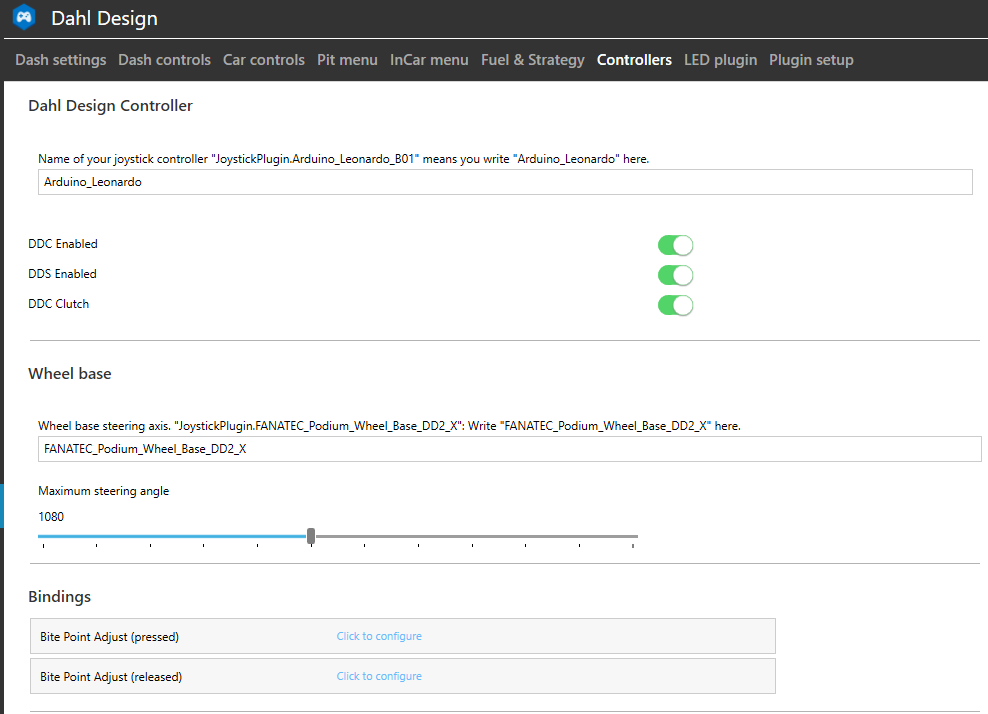 Dahl Design
Dash settings Dash controls Car controls Pit menu InCar menu Fuel & Strategy Controllers LED plugin Plugin setup
Dahl Design Controller
Name of your joystick controller "JoystickPlugin.Arduino_Leonardo_B01" means you write "Arduino_Leonardo" here.
Arduino_Leonardo
DDC Enabled
DDS Enabled
DDC Clutch
Wheel base
Wheel base steering axis. "JoystickPlugin.FANATEC_Podium_Wheel_Base_DD2_X": Write "FANATEC_Podium_Wheel_Base_DD2_X" here.
FANATEC_Podium_Wheel_Base_DD2_X
Maximum steering angle
1080
Bindings
Bite Point Adjust (pressed) Click to configure
Bite Point Adjust (released) Click to configure